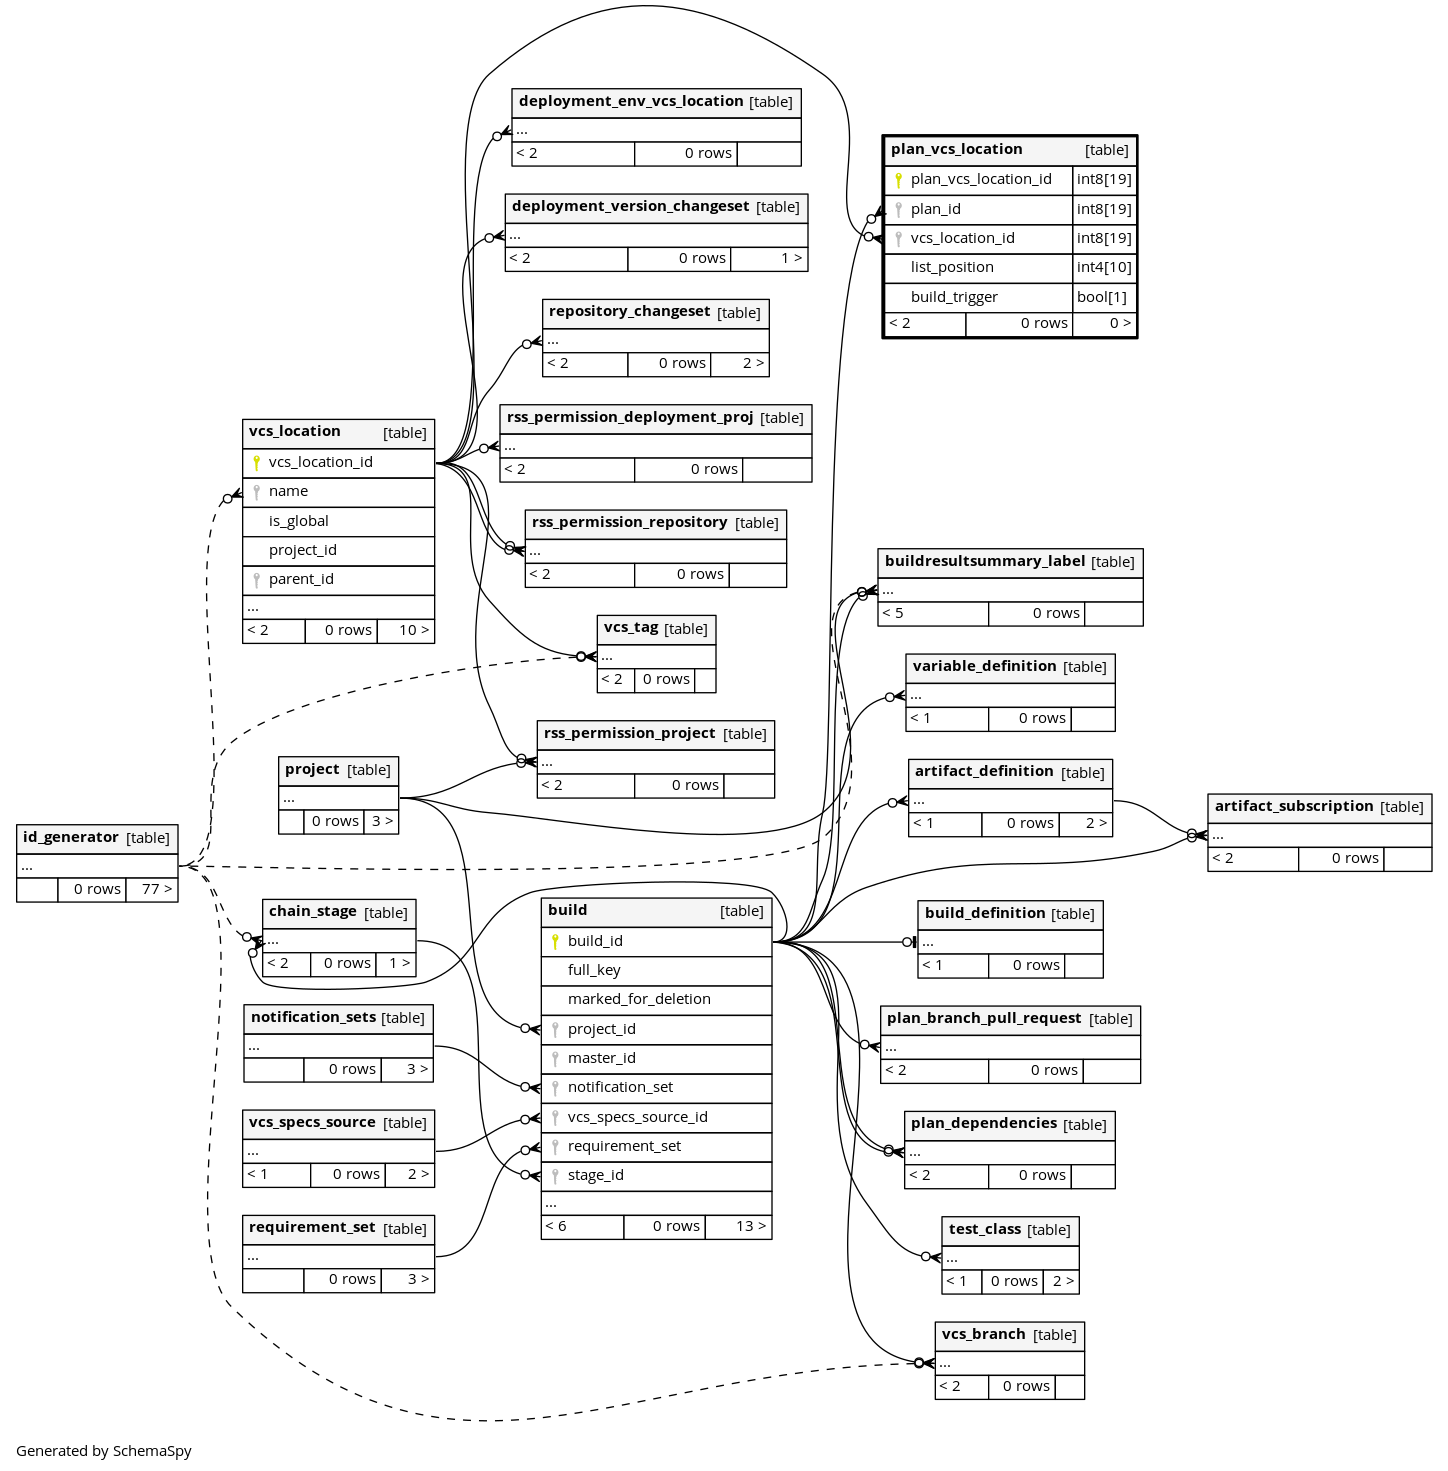 deployment_env_vcs_location [table]
...
< 2 0 rows
deployment_version_changeset [table]
...
< 2 0 rows 1 >
repository_changeset [table]
...
< 2 0 rows 2 >
rss_permission_deployment_proj [table]
...
< 2 0 rows
rss_permission_repository [table]
...
< 2 0 rows
vcs_tag [table]
...
< 2 0 rows
rss_permission_project [table]
...
< 2 0 rows
plan_vcs_location [table]
plan_vcs_location_id int8[19]
plan_id int8[19]
vcs_location_id int8[19]
list_position int4[10]
build_trigger bool[1]
< 2 0 rows 0 >
vcs_location [table]
vcs_location_id
name
is_global
project_id
parent_id
...
< 2 0 rows 10 >
project [table]
...
0 rows 3 >
id_generator [table]
...
0 rows 77 >
chain_stage [table]
...
< 2 0 rows 1 >
notification_sets [table]
...
0 rows 3 >
vcs_specs_source [table]
...
< 1 0 rows 2 >
requirement_set [table]
...
0 rows 3 >
build [table]
build_id
full_key
marked_for_deletion
project_id
master_id
notification_set
vcs_specs_source_id
requirement_set
stage_id
...
< 6 0 rows 13 >
buildresultsummary_label [table]
...
< 5 0 rows
variable_definition [table]
...
< 1 0 rows
artifact_definition [table]
...
< 1 0 rows 2 >
artifact_subscription [table]
...
< 2 0 rows
build_definition [table]
...
< 1 0 rows
plan_branch_pull_request [table]
...
< 2 0 rows
plan_dependencies [table]
...
< 2 0 rows
test_class [table]
...
< 1 0 rows 2 >
vcs_branch [table]
...
< 2 0 rows
Generated by SchemaSpy